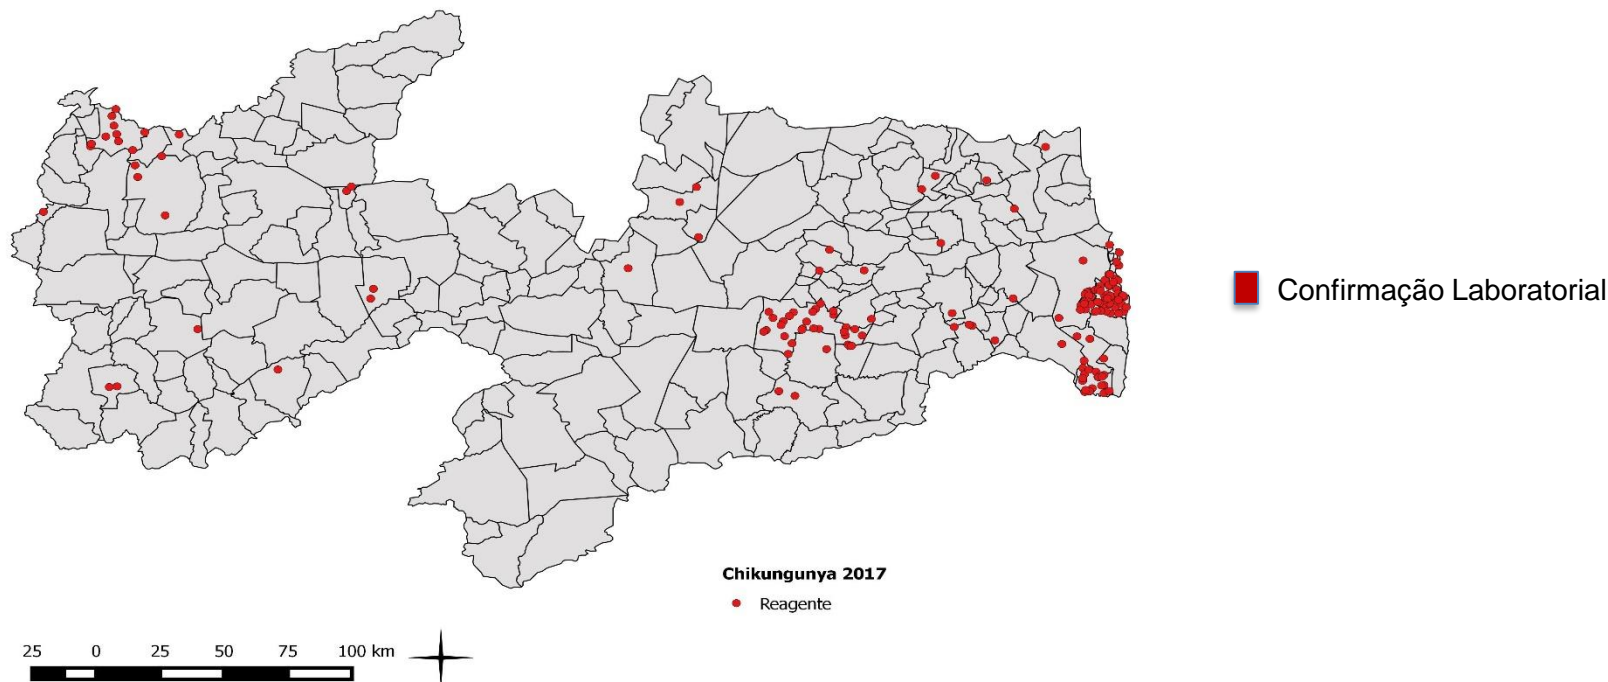 Confirmação Laboratorial
Chikungunya 2017
Reagente
25 0 25 50 75 100 km